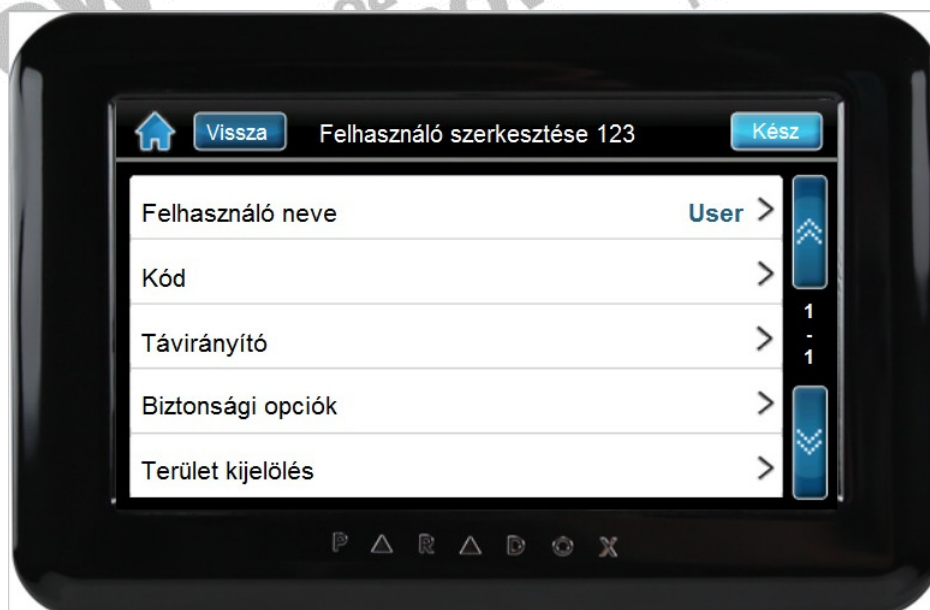 Vissza
Felhasználó szerkesztése 123
Kész
Felhasználó neve
User
Kód
Távirányító
Biztonsági opciók
Terület kijelölés
1
-
1
PARADOX